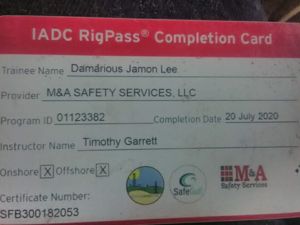 IADC RigPass® Completion Card
Trainee Name Damarious Jamon Lee
Provider M&A SAFETY SERVICES, LLC
Program ID 01123382 Completion Date 20 July 2020
Instructor Name Timothy Garrett
Onshore X Offshore X
SafeGulf
M&A
Safety Services
Certificate Number:
SFB300182053